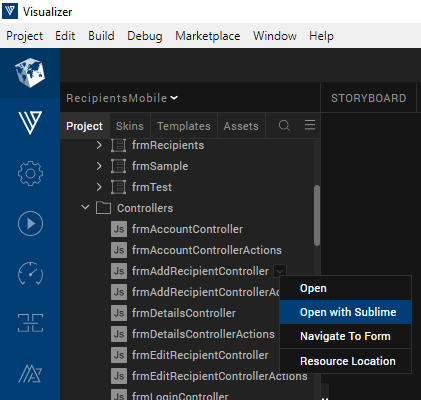 Visualizer
Project Edit Build Debug Marketplace Window Help
RecipientsMobile
STORYBOARD
Project Skins Templates Assets
frmRecipients
frmSample
frmTest
Controllers
Js frmAccountController
Js frmAccountControllerActions
Js frmAddRecipientController
Js frmAddRecipientControllerAc
Js frmDetailsController
Js frmDetailsControllerActions
Js frmEditRecipientController
Js frmEditRecipientControllerActions
Js frmLoginController
Open
Open with Sublime
Navigate To Form
Resource Location